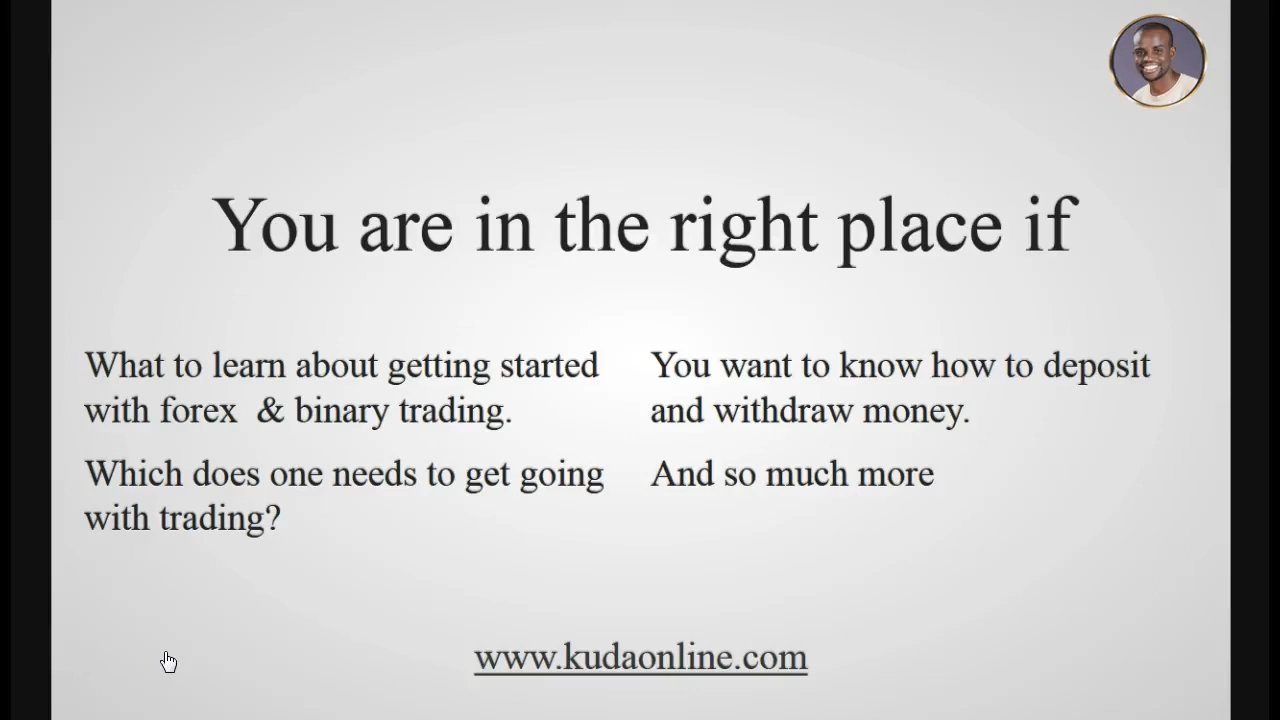 You are in the right place if
What to learn about getting started
with forex & binary trading.
Which does one needs to get going
with trading?
You want to know how to deposit
and withdraw money.
And so much more
www.kudaonline.com